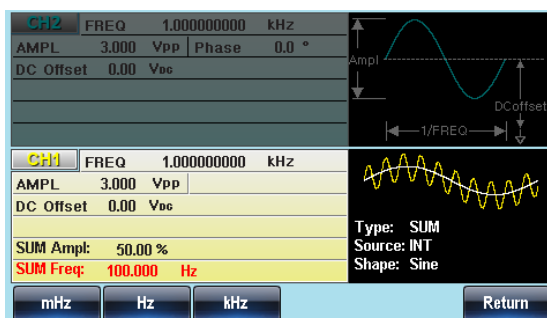 CH2 FREQ 1.000000000 kHz
AMPL 3.000 Vpp Phase 0.0 °
DC Offset 0.00 VDC
Ampl
DCoffset
1/FREQ
CH1 FREQ 1.000000000 kHz
AMPL 3.000 Vpp
DC Offset 0.00 VDC
SUM Ampl: 50.00 %
SUM Freq: 100.000 Hz
Type: SUM
Source: INT
Shape: Sine
mHz Hz kHz Return